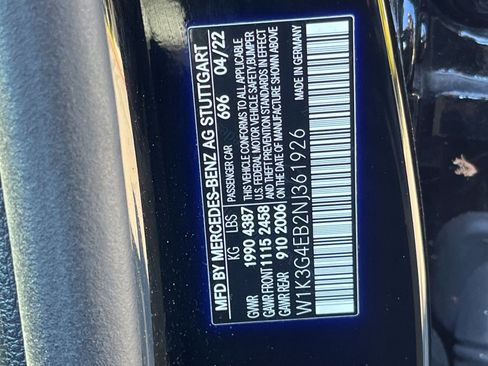 MFD BY MERCEDES-BENZ AG STUTTGART
KG LBS PASSENGER CAR 696 04/22
GVWR 1990 4387 THIS VEHICLE CONFORMS TO ALL APPLICABLE
GAWR FRONT 1115 2458 U.S. FEDERAL MOTOR VEHICLE SAFETY, BUMPER
GAWR REAR 910 2006 AND THEFT PREVENTION STANDARDS IN EFFECT
ON THE DATE OF MANUFACTURE SHOWN ABOVE
W1K3G4EB2NJ361926 MADE IN GERMANY